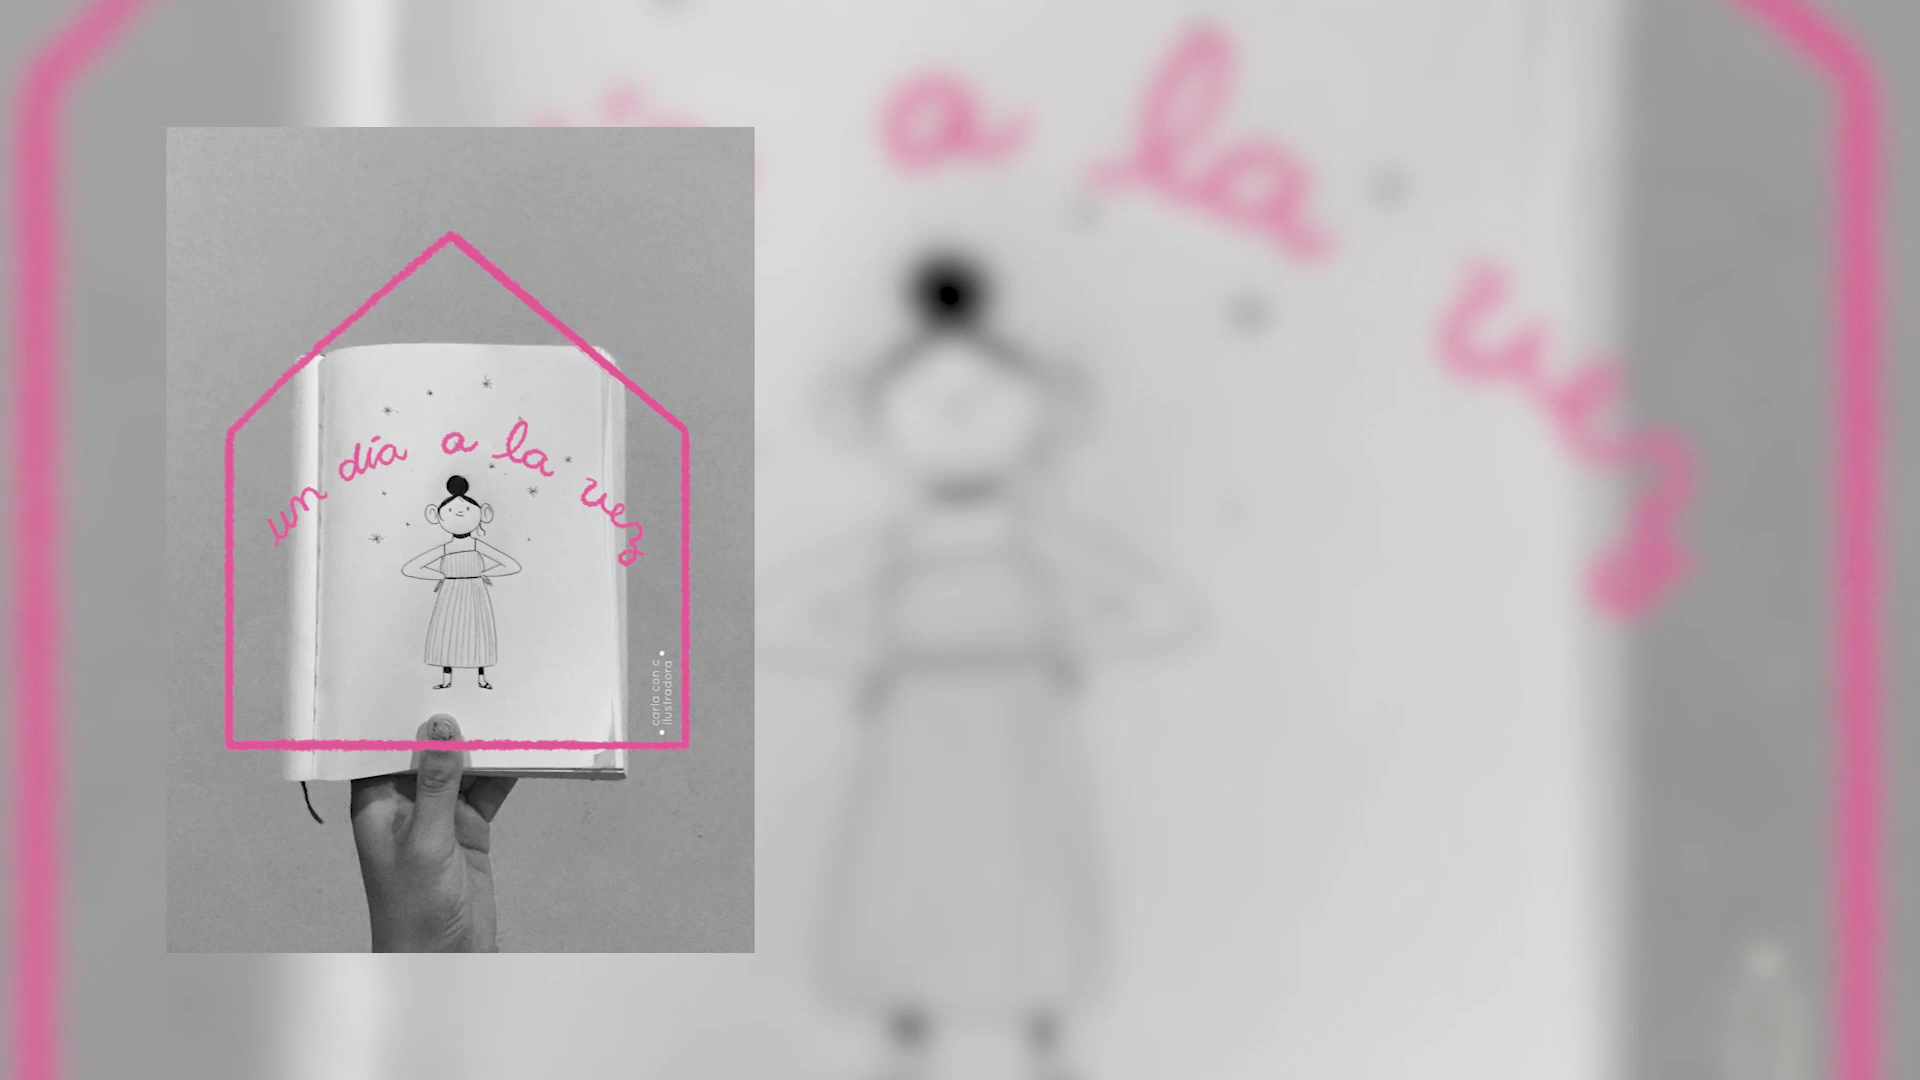 un día a la vez
• carla con c •
ilustradora